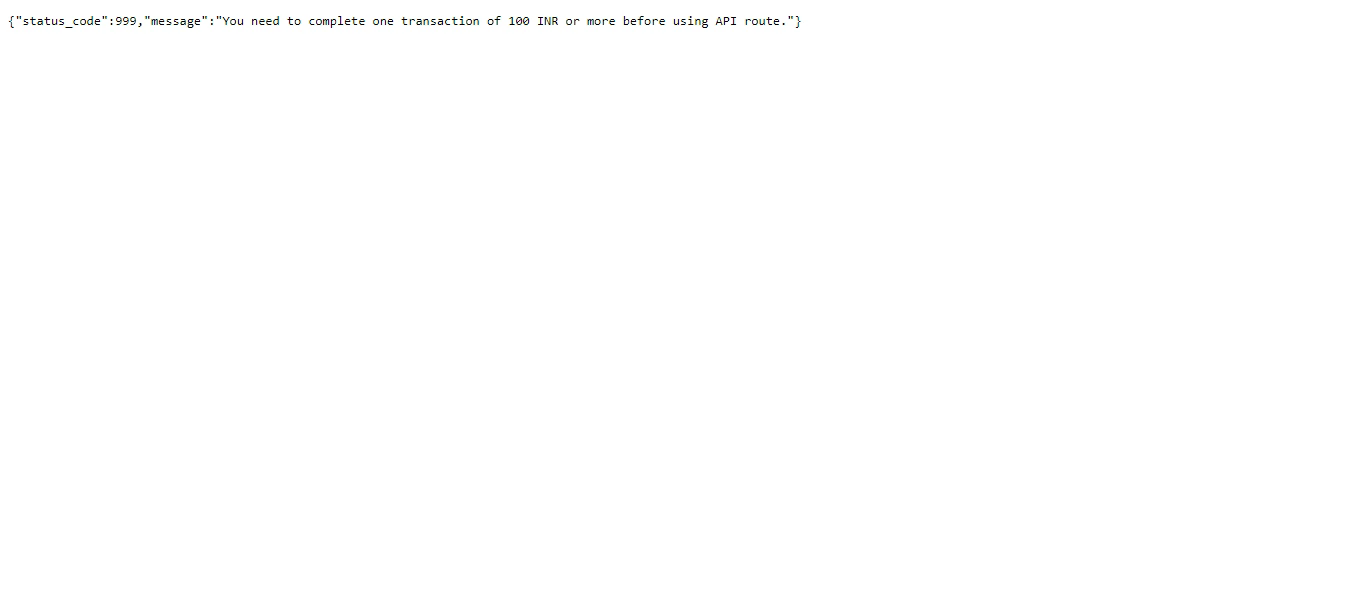 {"status_code":999,"message":"You need to complete one transaction of 100 INR or more before using API route."}